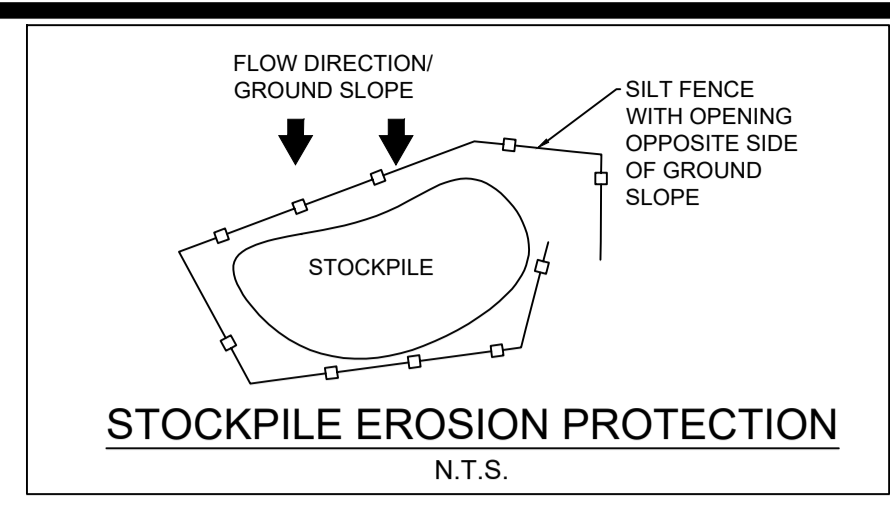 FLOW DIRECTION/
GROUND SLOPE
SILT FENCE
WITH OPENING
OPPOSITE SIDE
OF GROUND
SLOPE
STOCKPILE
STOCKPILE EROSION PROTECTION
N.T.S.